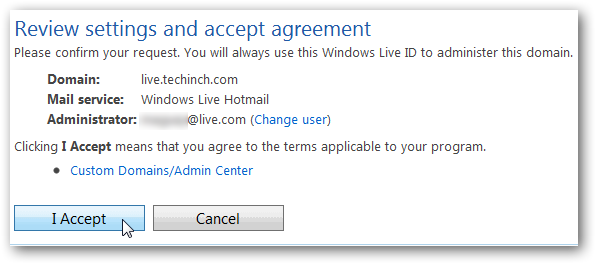 Review settings and accept agreement
Please confirm your request. You will always use this Windows Live ID to administer this domain.
Domain: live.techinch.com
Mail service: Windows Live Hotmail
Administrator: @live.com (Change user)
Clicking I Accept means that you agree to the terms applicable to your program.
Custom Domains/Admin Center
I Accept Cancel